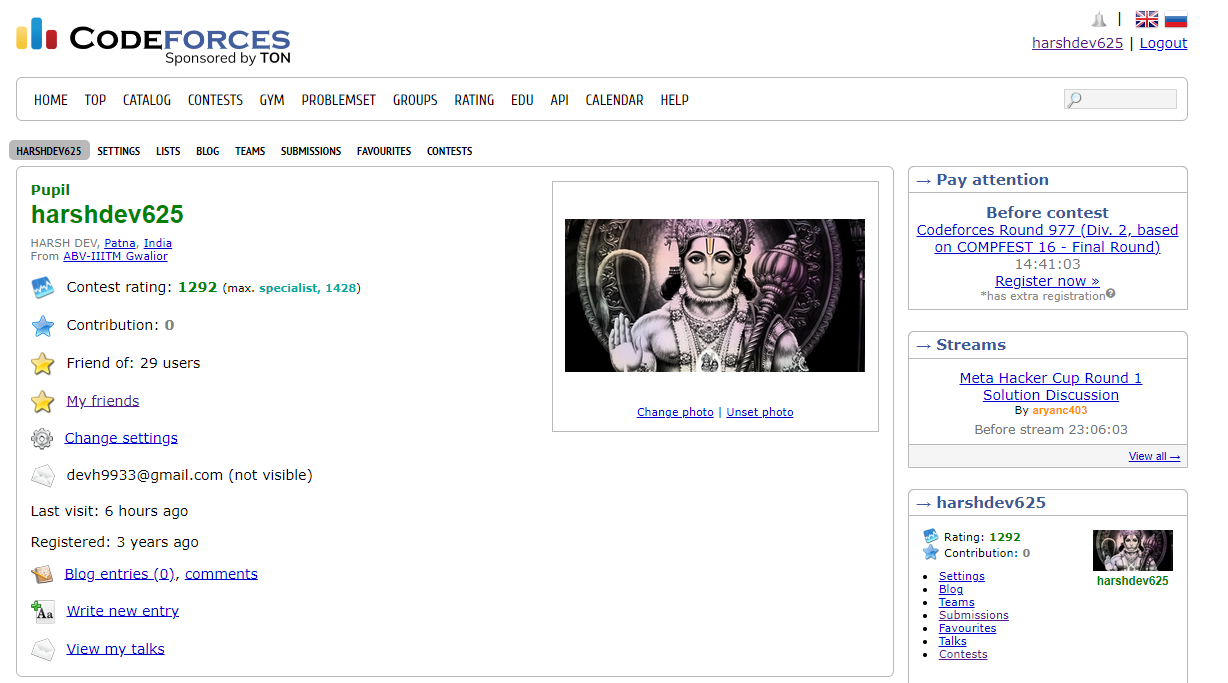 CODEFORCES
Sponsored by TON
|
harshdev625 | Logout
HOME TOP CATALOG CONTESTS GYM PROBLEMSET GROUPS RATING EDU API CALENDAR HELP
HARSHDEV625 SETTINGS LISTS BLOG TEAMS SUBMISSIONS FAVOURITES CONTESTS
Pupil
harshdev625
HARSH DEV, Patna, India
From ABV-IIITM Gwalior
Contest rating: 1292 (max. specialist, 1428)
Contribution: 0
Friend of: 29 users
My friends
Change settings
devh9933@gmail.com (not visible)
Last visit: 6 hours ago
Registered: 3 years ago
Blog entries (0), comments
Write new entry
View my talks
Change photo | Unset photo
→ Pay attention
Before contest
Codeforces Round 977 (Div. 2, based
on COMPFEST 16 - Final Round)
14:41:03
Register now »
*has extra registration?
→ Streams
Meta Hacker Cup Round 1
Solution Discussion
By aryanc403
Before stream 23:06:03
View all →
→ harshdev625
Rating: 1292
Contribution: 0
Settings
Blog
Teams
Submissions
Favourites
Talks
Contests
harshdev625